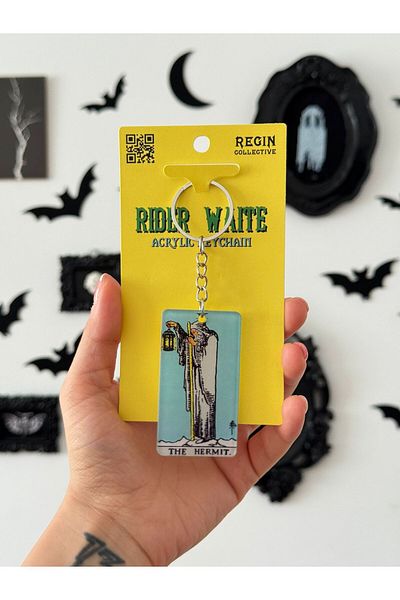 REGIN
COLLECTIVE
RIDER WAITE
ACRYLIC KEYCHAIN
THE HERMIT.